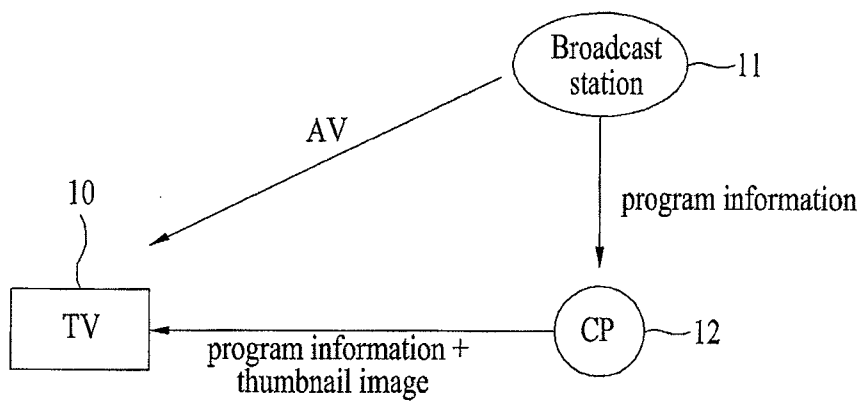 Broadcast
station
11
AV
10
program information
TV
CP
12
program information +
thumbnail image